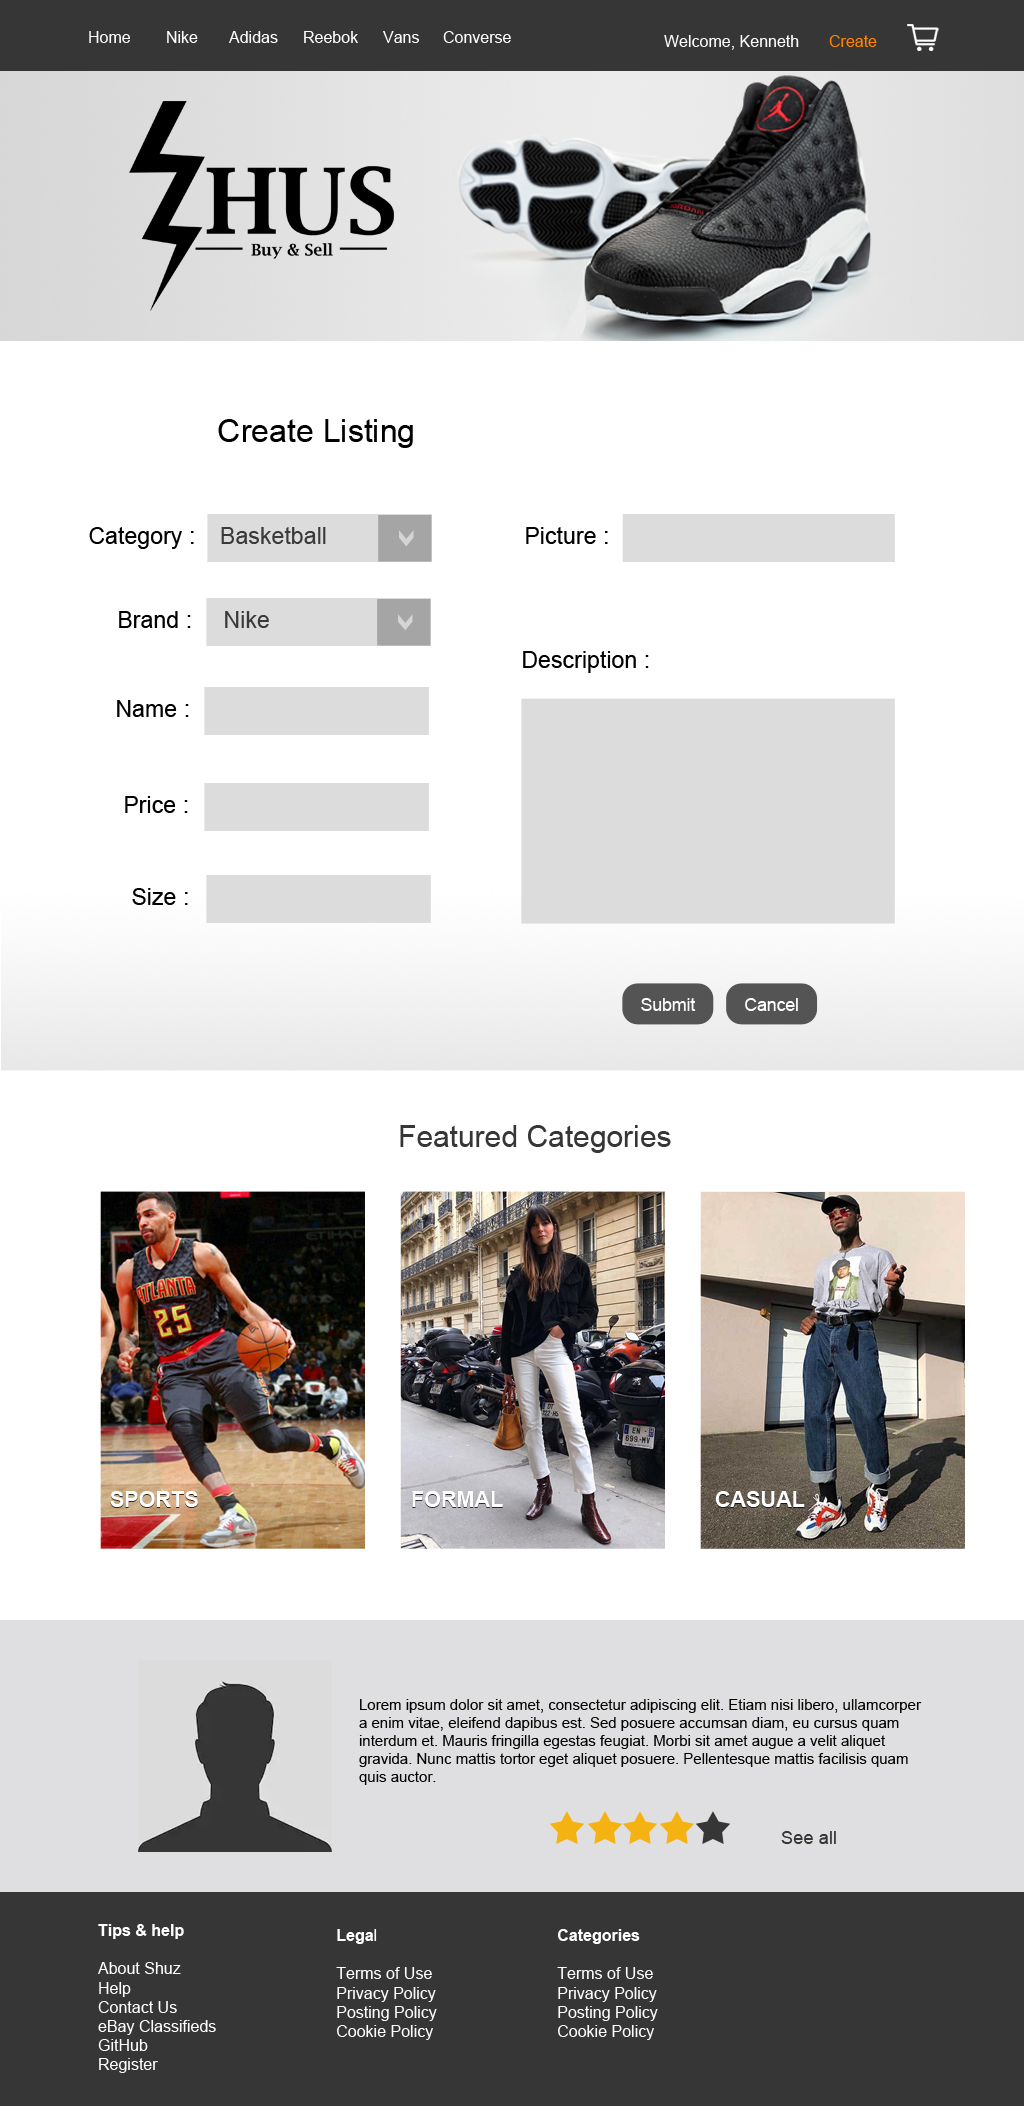 Home Nike Adidas Reebok Vans Converse
Welcome, Kenneth Create
HUS
Buy & Sell
Create Listing
Category : Basketball
Brand : Nike
Name :
Price :
Size :
Picture :
Description :
Submit Cancel
Featured Categories
ATLANTA
25
SPORTS
FORMAL
CASUAL
Lorem ipsum dolor sit amet, consectetur adipiscing elit. Etiam nisi libero, ullamcorper
a enim vitae, eleifend dapibus est. Sed posuere accumsan diam, eu cursus quam
interdum et. Mauris fringilla egestas feugiat. Morbi sit amet augue a velit aliquet
gravida. Nunc mattis tortor eget aliquet posuere. Pellentesque mattis facilisis quam
quis auctor.
See all
Tips & help
About Shuz
Help
Contact Us
eBay Classifieds
GitHub
Register
Legal
Terms of Use
Privacy Policy
Posting Policy
Cookie Policy
Categories
Terms of Use
Privacy Policy
Posting Policy
Cookie Policy